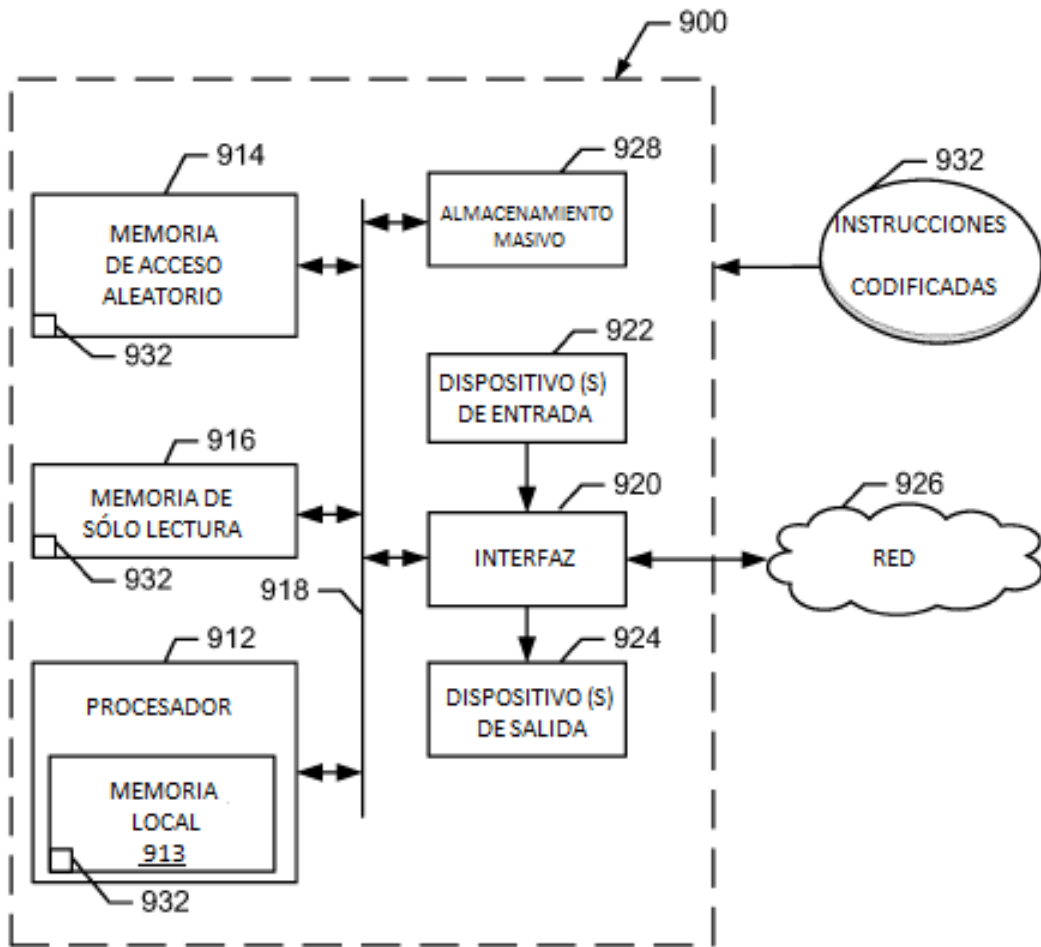 900
914
MEMORIA
DE ACCESO
ALEATORIO
932
928
ALMACENAMIENTO
MASIVO
932
INSTRUCCIONES
CODIFICADAS
922
DISPOSITIVO (S)
DE ENTRADA
916
MEMORIA DE
SÓLO LECTURA
932
918
920
INTERFAZ
926
RED
912
PROCESADOR
MEMORIA
LOCAL
913
932
924
DISPOSITIVO (S)
DE SALIDA